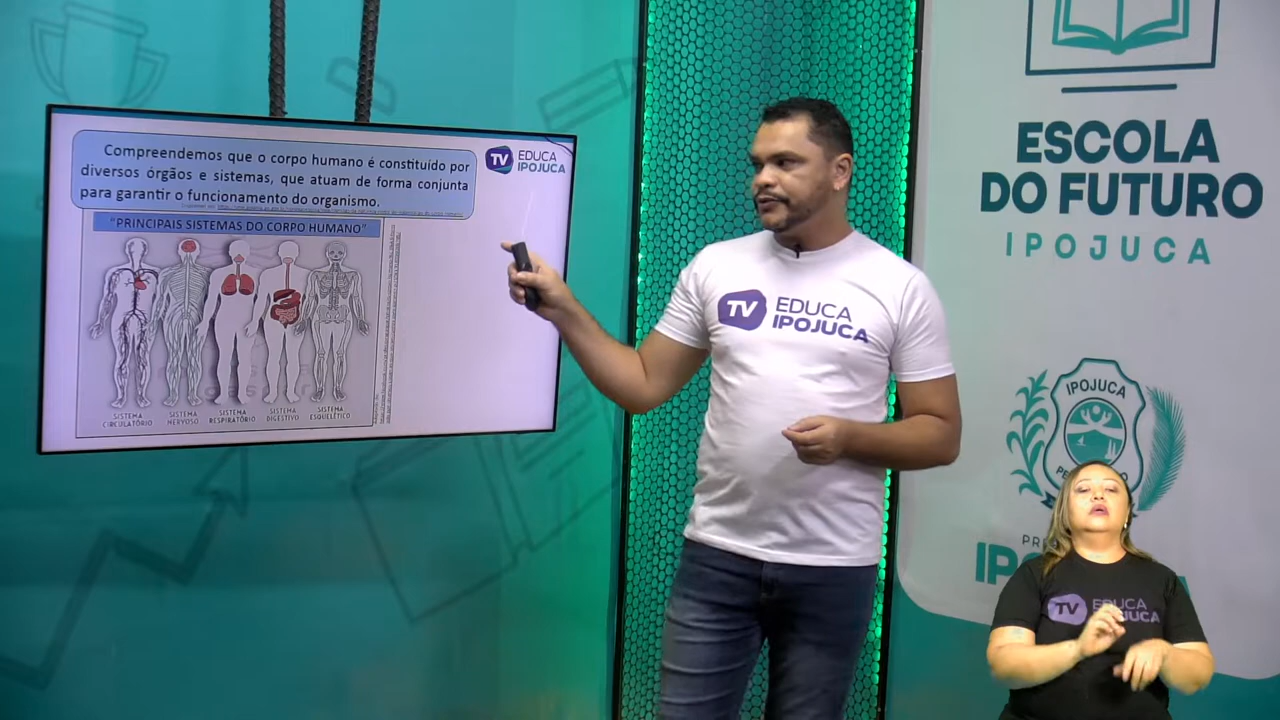 Compreendemos que o corpo humano é constituído por
diversos órgãos e sistemas, que atuam de forma conjunta
para garantir o funcionamento do organismo.
TV EDUCA
IPOJUCA
"PRINCIPAIS SISTEMAS DO CORPO HUMANO"
SISTEMA
CIRCULATÓRIO
SISTEMA
NERVOSO
SISTEMA
RESPIRATÓRIO
SISTEMA
DIGESTIVO
SISTEMA
ESQUELÉTICO
TV EDUCA
IPOJUCA
ESCOLA
DO FUTURO
IPOJUCA
IPOJUCA
TV EDUCA
IPOJUCA